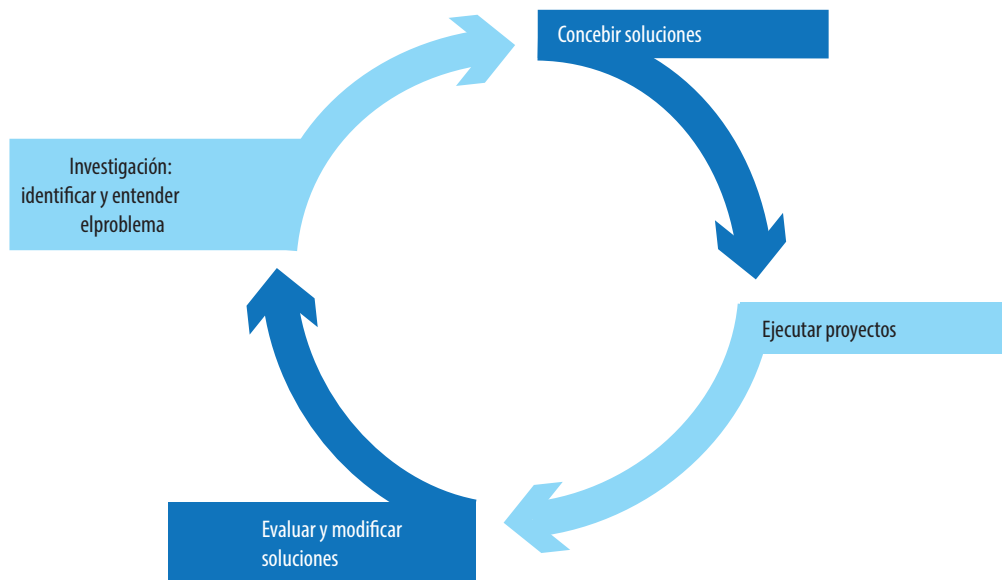 Concebir soluciones
Investigación:
identificar y entender
elproblema
Ejecutar proyectos
Evaluar y modificar
soluciones